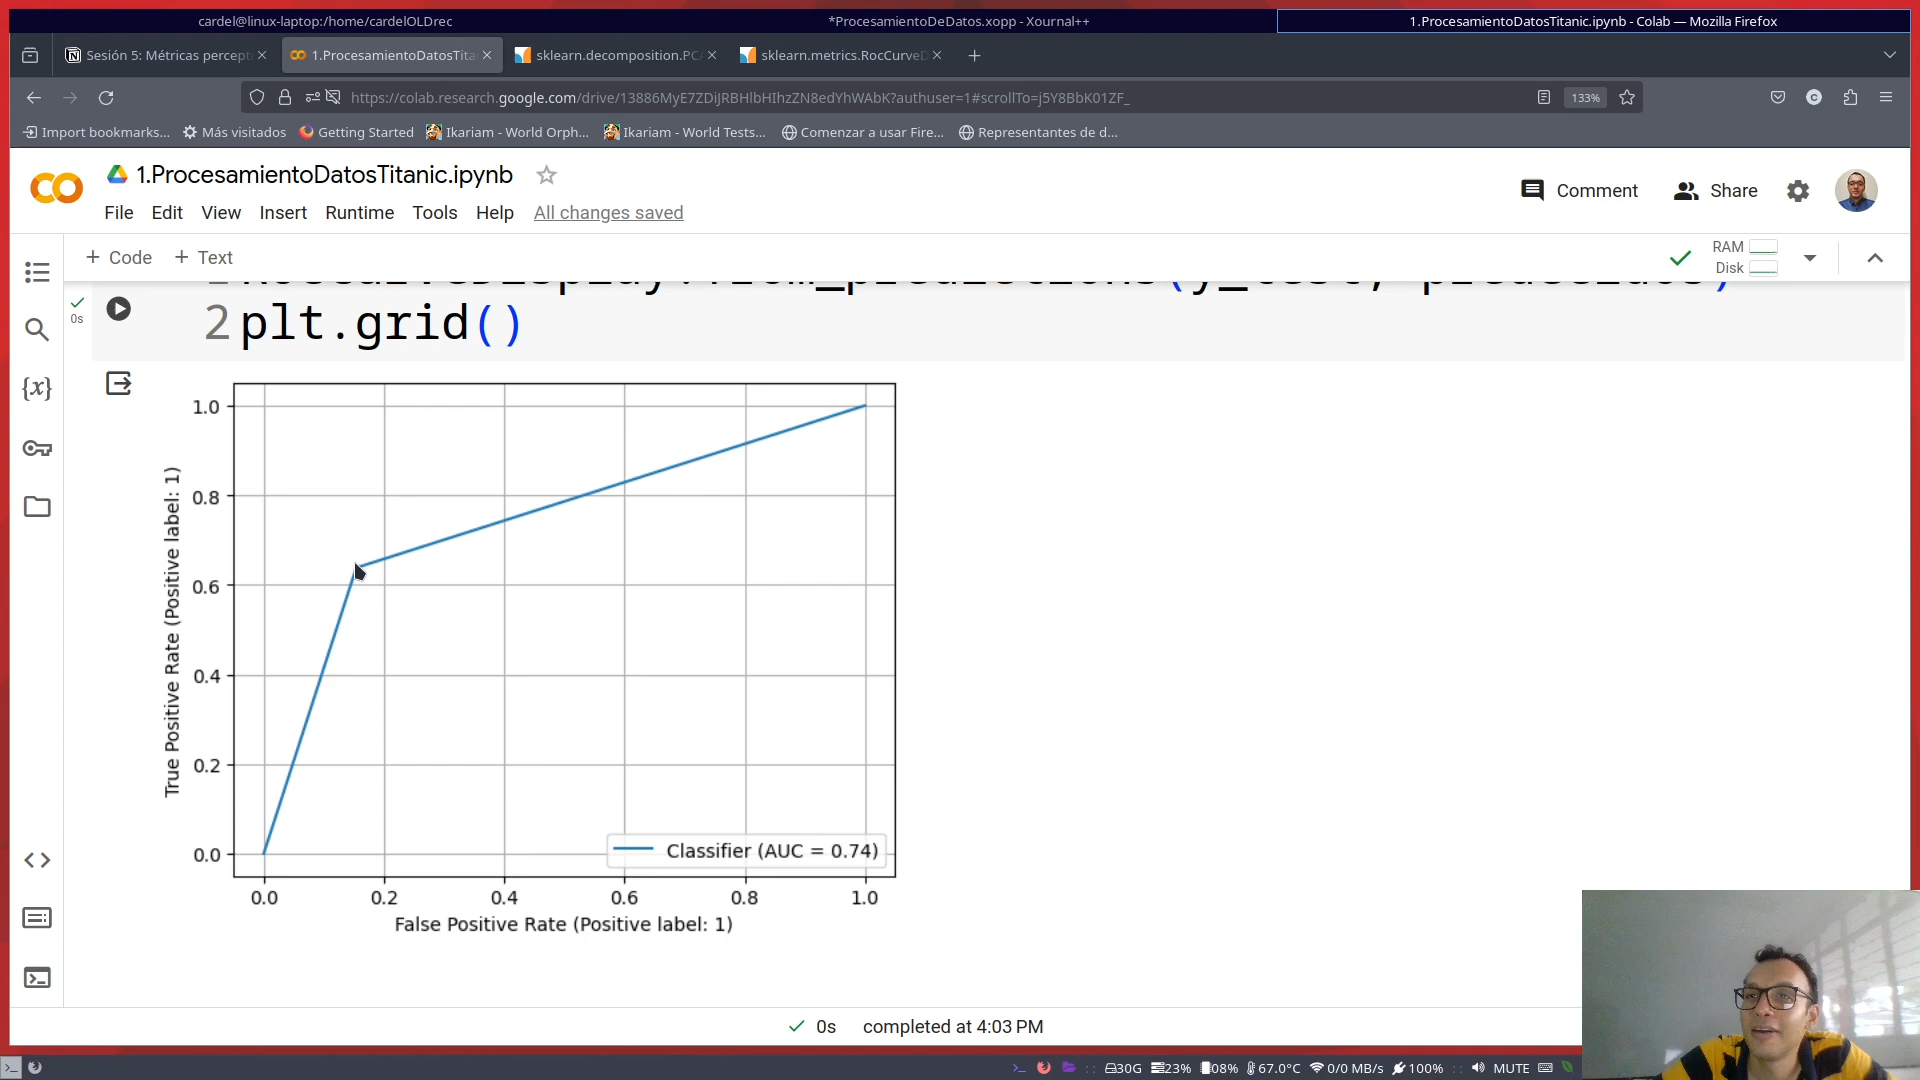 cardel@linux-laptop:/home/cardelOLDrec
*ProcesamientoDeDatos.xopp - Xournal++
1.ProcesamientoDatosTitanic.ipynb - Colab — Mozilla Firefox
Sesión 5: Métricas percept
1.ProcesamientoDatosTita
sklearn.decomposition.PC
sklearn.metrics.RocCurveD
https://colab.research.google.com/drive/13886MyE7ZDiJRBHlbHIhzZN8edYhWAbK?authuser=1#scrollTo=j5Y8BbK01ZF_
133%
Import bookmarks...
Más visitados
Getting Started
Ikariam - World Orph...
Ikariam - World Tests...
Comenzar a usar Fire...
Representantes de d...
1.ProcesamientoDatosTitanic.ipynb
Comment
Share
File Edit View Insert Runtime Tools Help All changes saved
+ Code + Text
RAM
Disk
0s
2 plt.grid()
1.0
0.8
0.6
0.4
0.2
0.0
True Positive Rate (Positive label: 1)
Classifier (AUC = 0.74)
0.0 0.2 0.4 0.6 0.8 1.0
False Positive Rate (Positive label: 1)
0s completed at 4:03 PM
30G 23% 08% 67.0°C 0/0 MB/s 100% MUTE